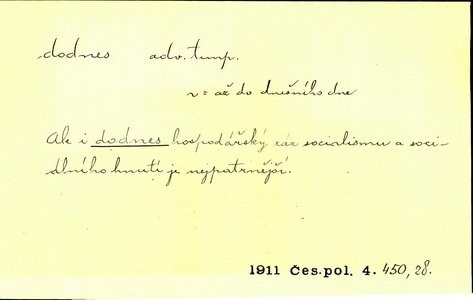 dodnes adv. temp.
v = až do dnešního dne
Ale i dodnes hospodářský ráz socialismu a soci-
álního hnutí je nejpatrnější.
1911 Čes. pol. 4. 450, 28.